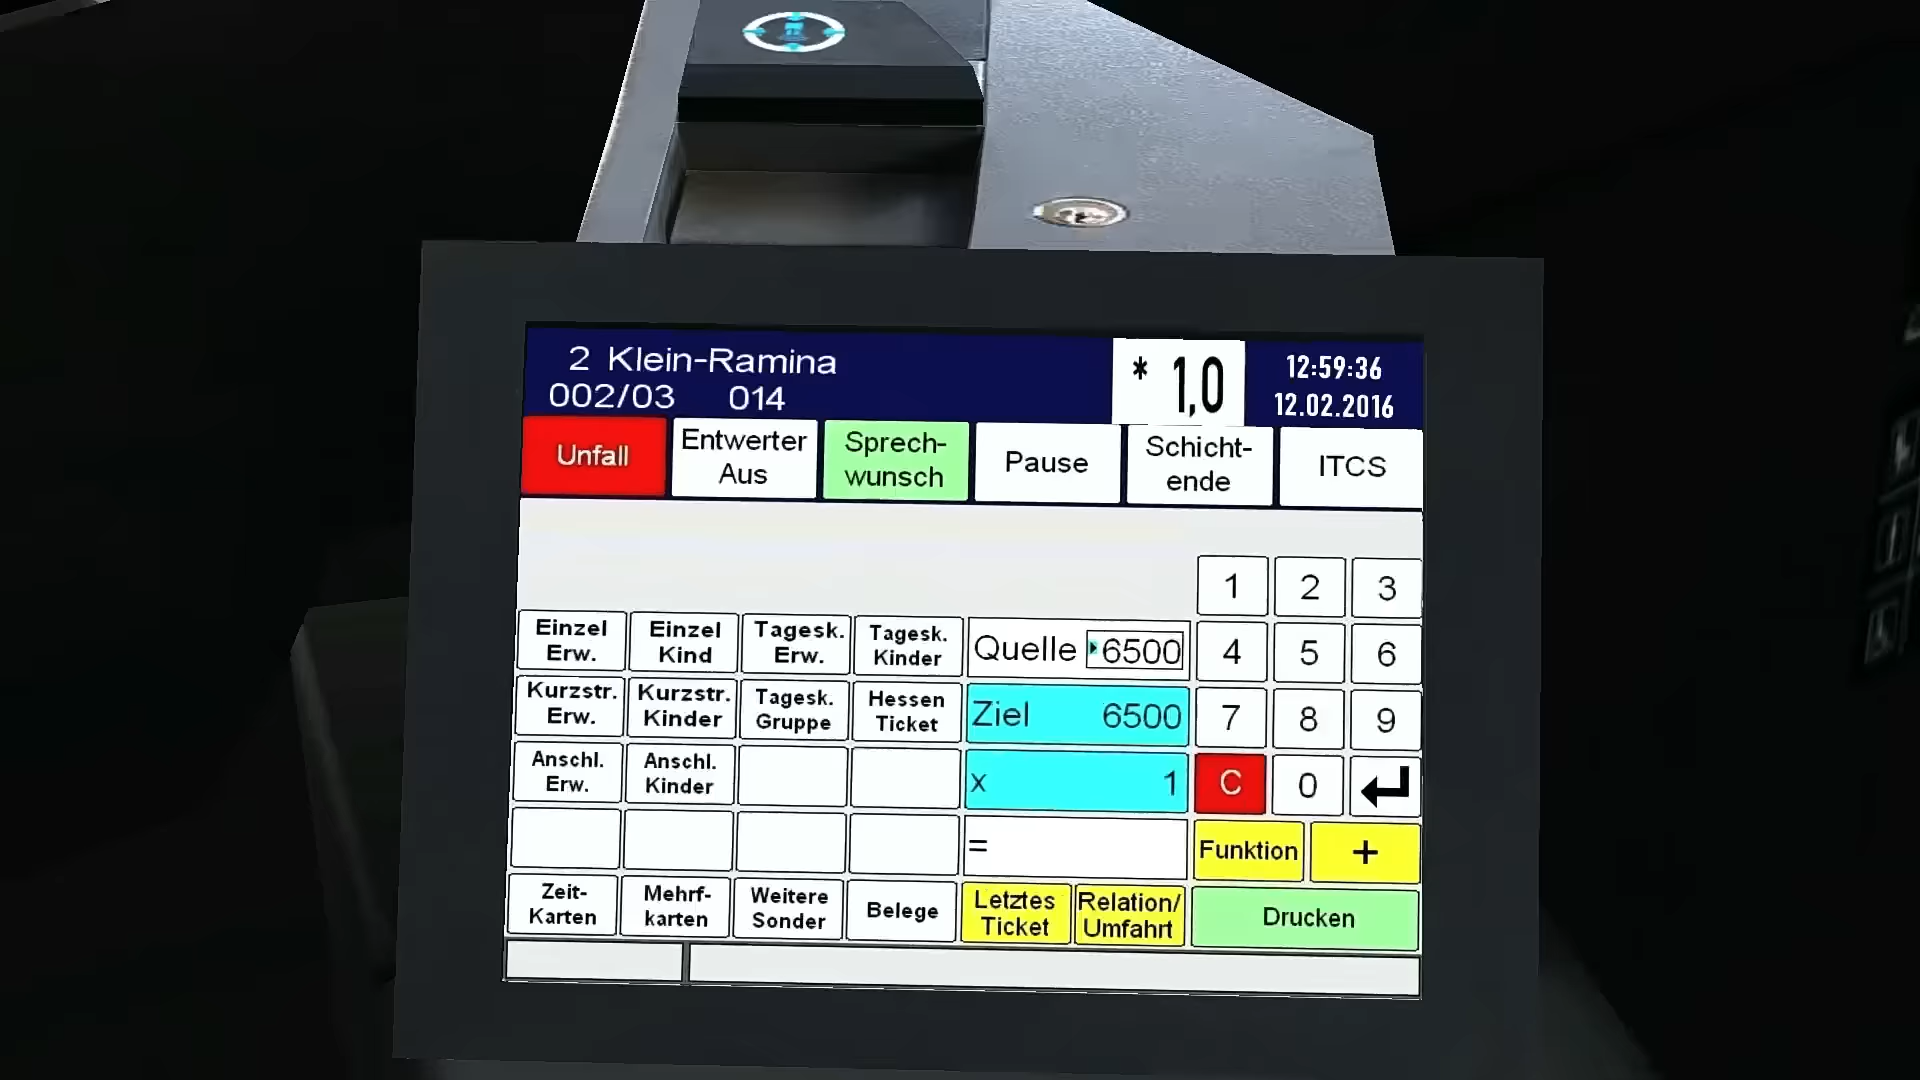 2 Klein-Ramina
002/03 014
* 1,0
12:59:36
12.02.2016
Unfall
Entwerter
Aus
Sprech-
wunsch
Pause
Schicht-
ende
ITCS
1 2 3
Einzel
Erw.
Einzel
Kind
Tagesk.
Erw.
Tagesk.
Kinder
Quelle 6500
4 5 6
Kurzstr.
Erw.
Kurzstr.
Kinder
Tagesk.
Gruppe
Hessen
Ticket
Ziel 6500
7 8 9
Anschl.
Erw.
Anschl.
Kinder
x 1
C 0
=
Funktion +
Zeit-
Karten
Mehrf-
karten
Weitere
Sonder
Belege
Letztes
Ticket
Relation/
Umfahrt
Drucken